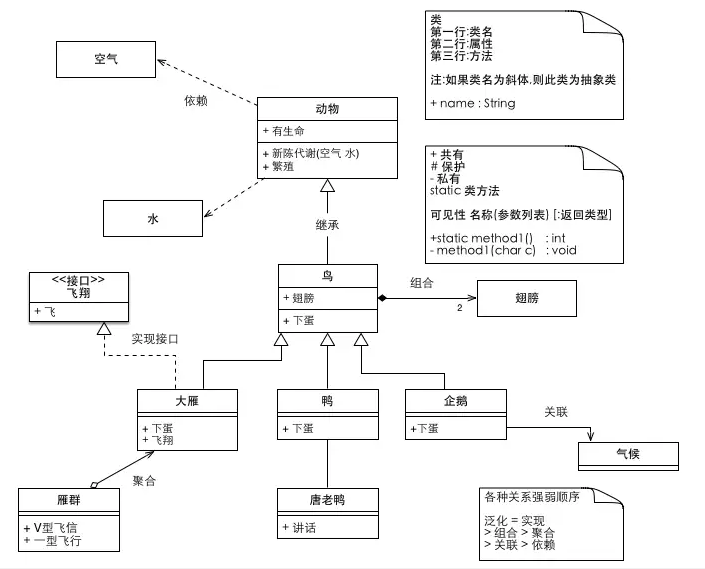 类
第一行:类名
第二行:属性
第三行:方法
注:如果类名为斜体,则此类为抽象类
+ name : String
空气
依赖
动物
+ 有生命
+ 新陈代谢(空气 水)
+ 繁殖
+ 共有
# 保护
- 私有
static 类方法
可见性 名称(参数列表) [:返回类型]
+static method1() : int
- method1(char c) : void
水
继承
<<接口>>
飞翔
+ 飞
鸟
+ 翅膀
+ 下蛋
组合
2
翅膀
实现接口
大雁
+ 下蛋
+ 飞翔
鸭
+ 下蛋
企鹅
+下蛋
关联
气候
聚合
雁群
+ V型飞信
+ 一型飞行
唐老鸭
+ 讲话
各种关系强弱顺序
泛化 = 实现
> 组合 > 聚合
> 关联 > 依赖